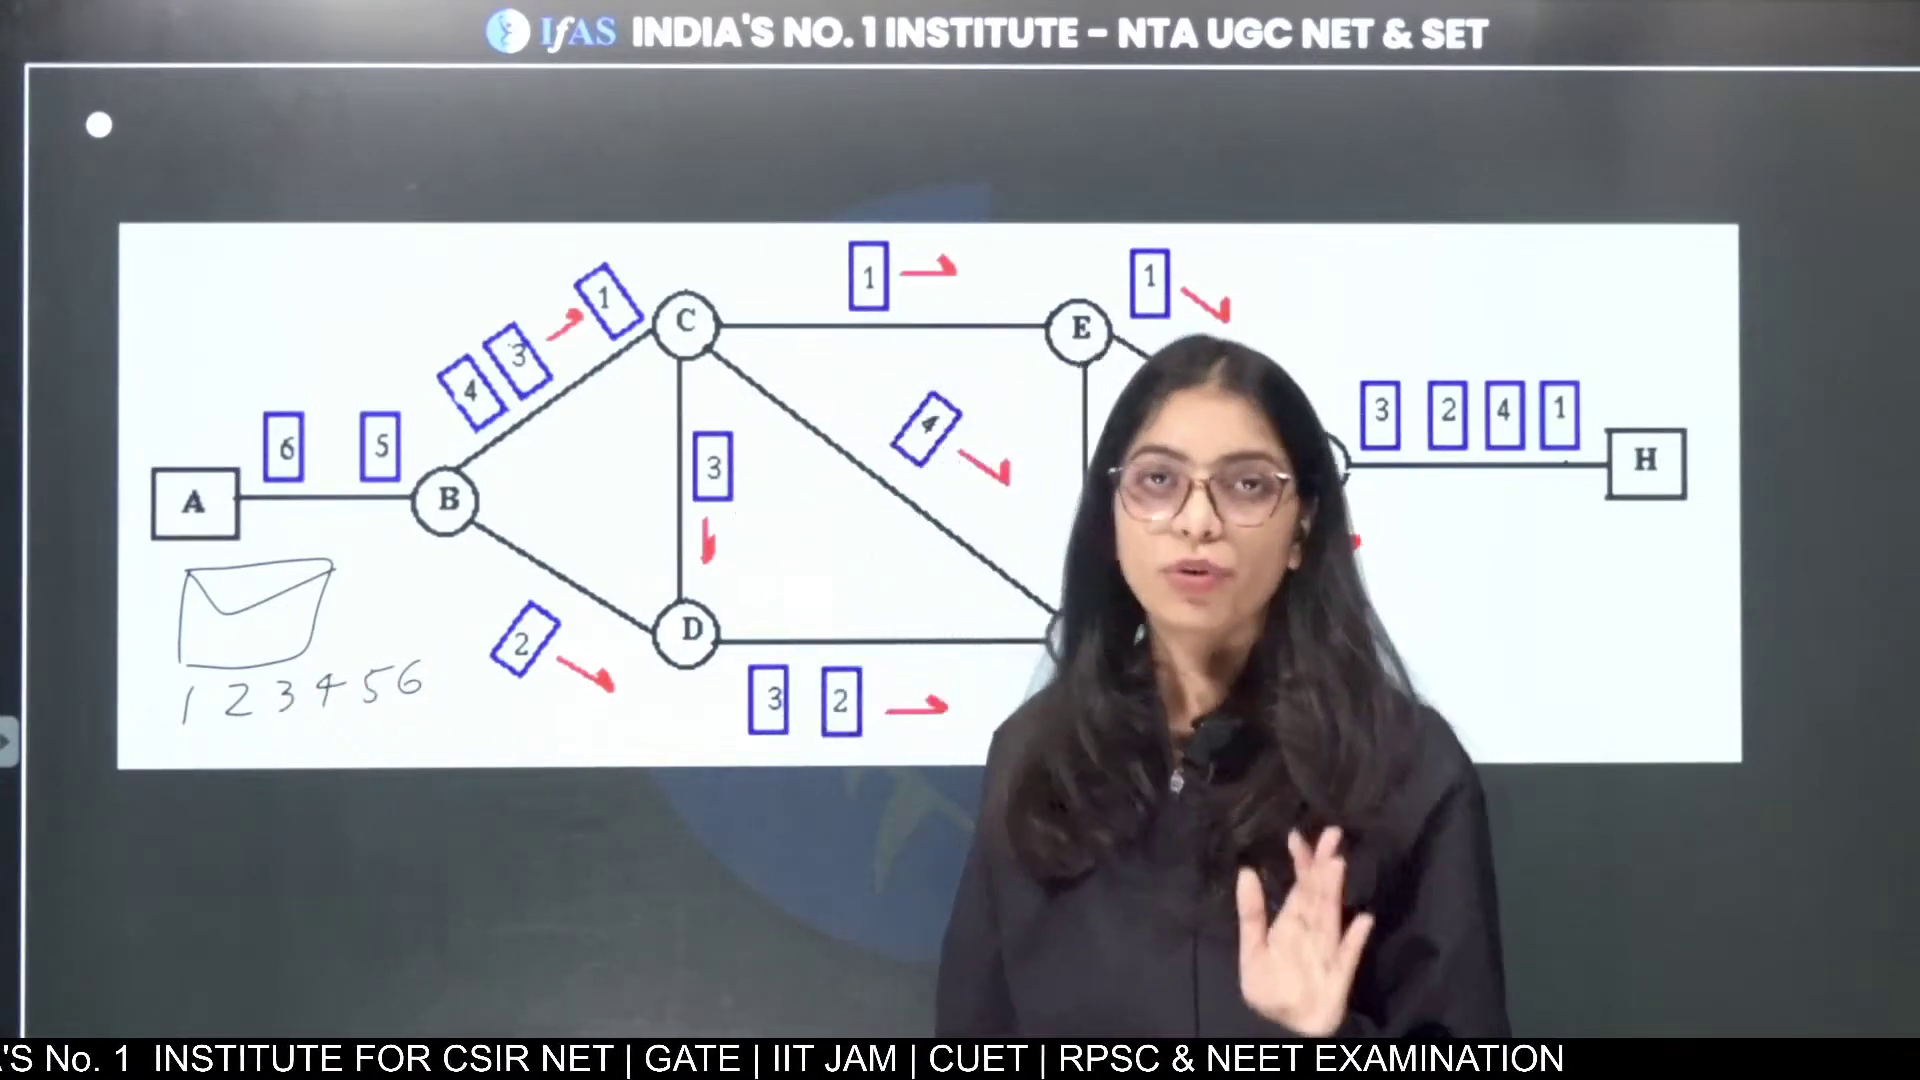 IfAS INDIA'S NO. 1 INSTITUTE - NTA UGC NET & SET
1
1
1
C
E
3
4
3 2 4 1
4
6 5
3
H
A
B
2
D
1 2 3 4 5 6
3 2
'S No. 1 INSTITUTE FOR CSIR NET | GATE | IIT JAM | CUET | RPSC & NEET EXAMINATION